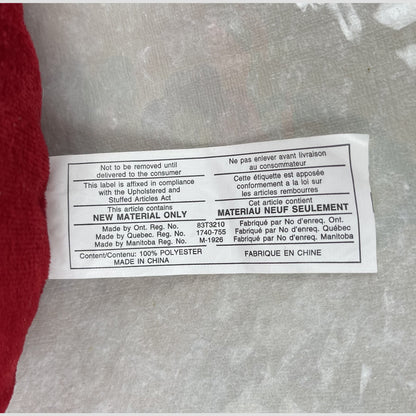 Not to be removed until
delivered to the consumer
This label is affixed in compliance
with the Upholstered and
Stuffed Articles Act
This article contains
NEW MATERIAL ONLY
Made by Ont. Reg. No. 83T3210
Made by Quebec. Reg. No. 1740-755
Made by Manitoba Reg. No. M-1926
Content/Contenu: 100% POLYESTER
MADE IN CHINA
Ne pas enlever avant livraison
au consommateur
Cette étiquette est apposée
conformement a la loi sur
les articles rembourres
Cet article contient
MATERIAU NEUF SEULEMENT
Fabriqué par No d'enreq. Ont.
Fabriqué par No d'enreq. Québec
Fabriqué par No d'enreq. Manitoba
FABRIQUE EN CHINE